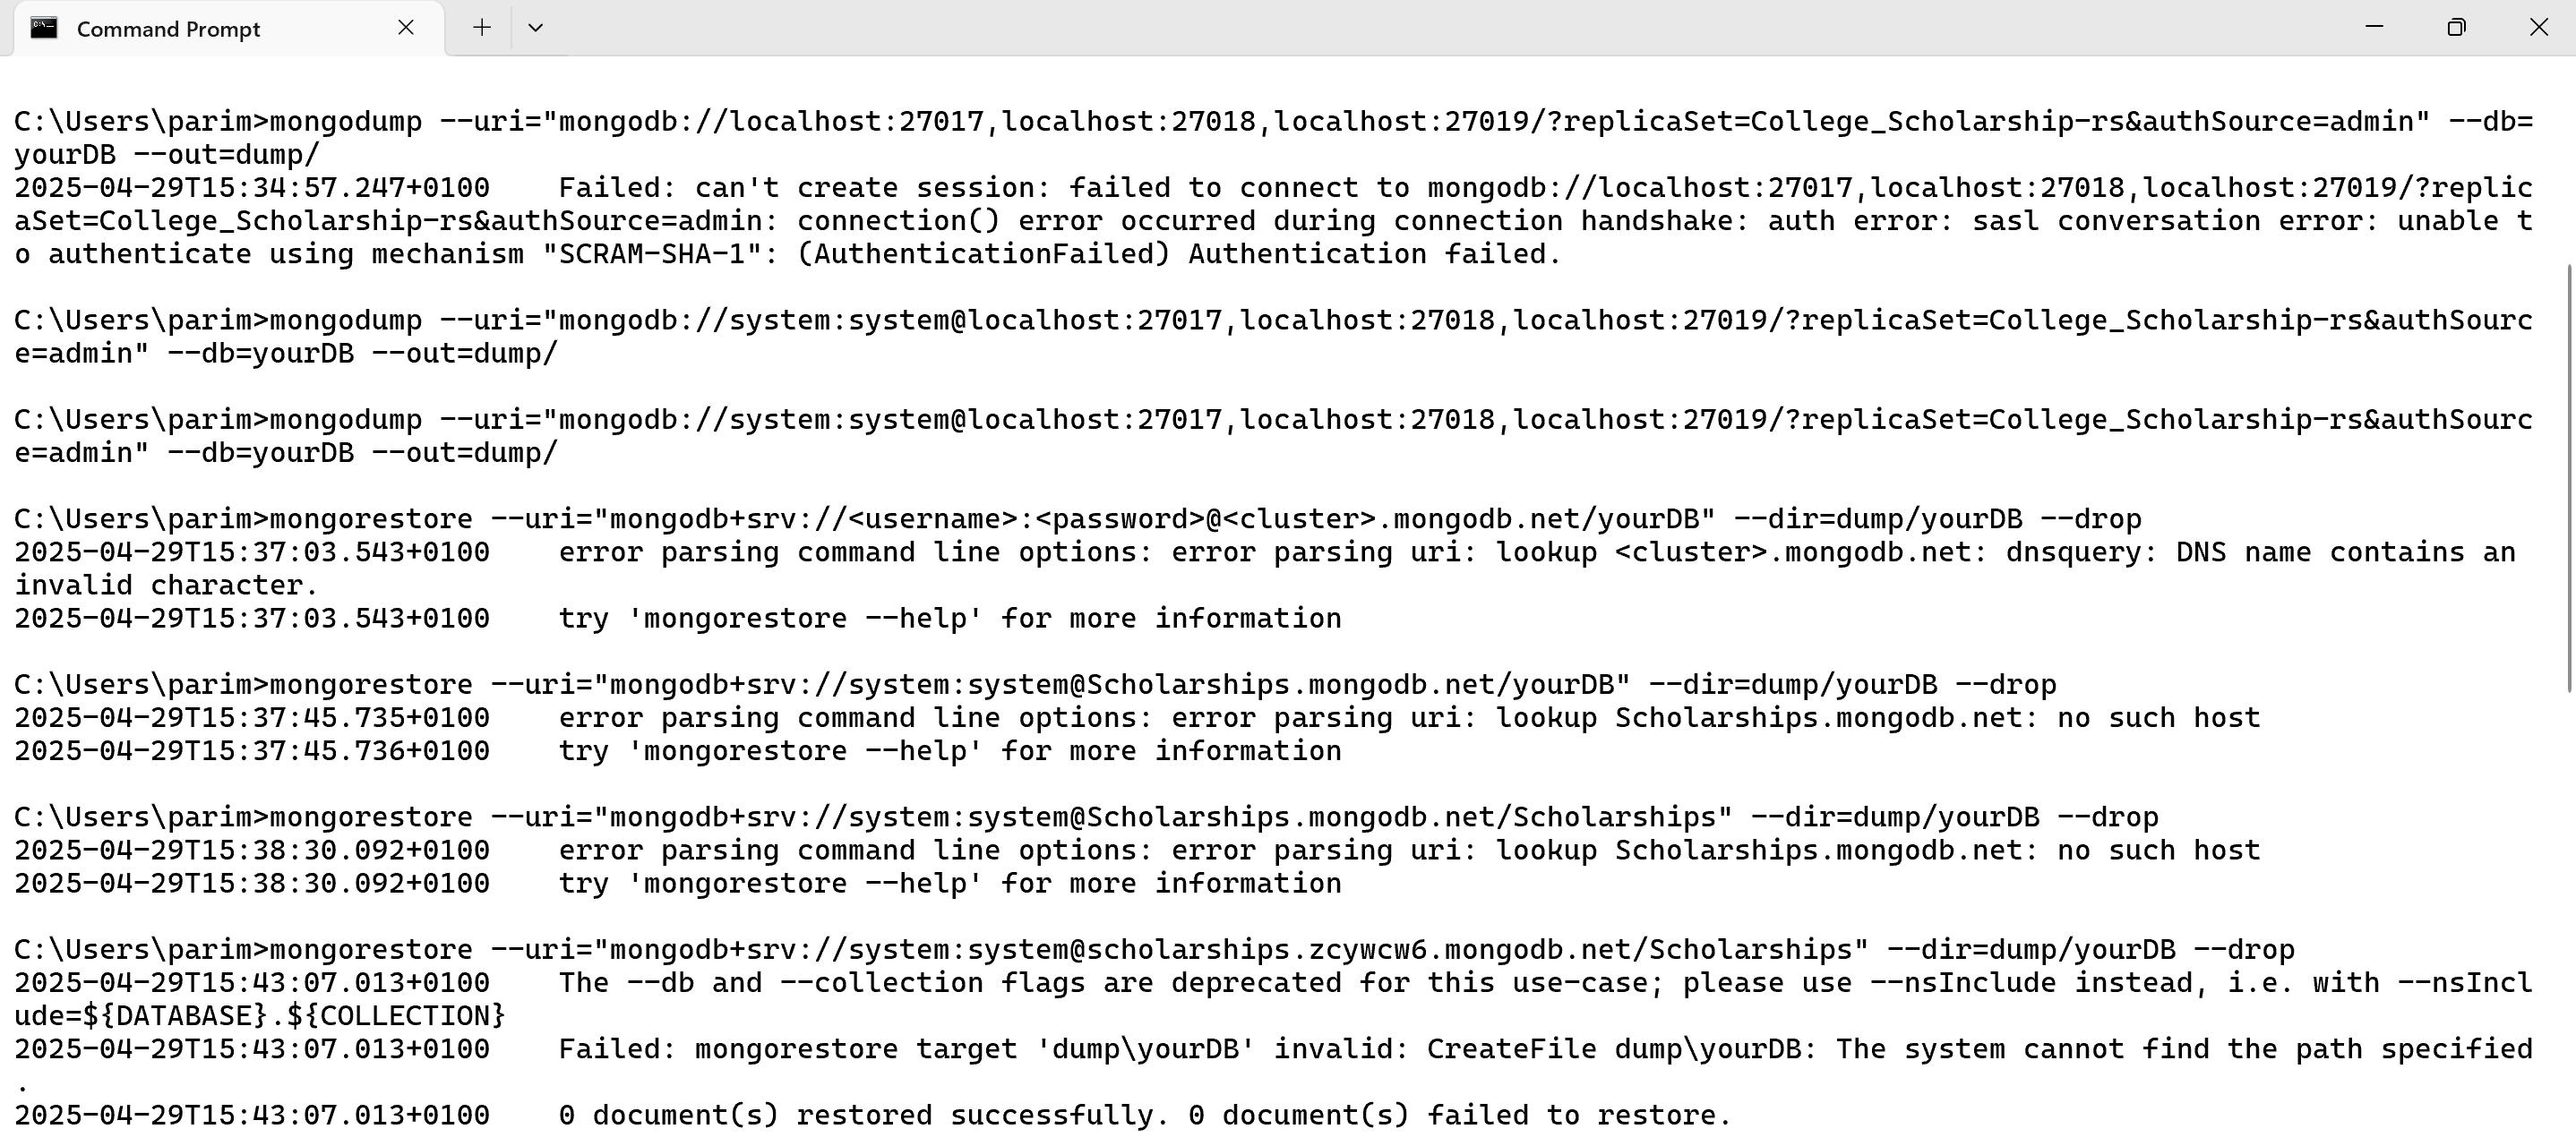 Command Prompt
C:\Users\parim>mongodump --uri="mongodb://localhost:27017,localhost:27018,localhost:27019/?replicaSet=College_Scholarship-rs&authSource=admin" --db=
yourDB --out=dump/
2025-04-29T15:34:57.247+0100    Failed: can't create session: failed to connect to mongodb://localhost:27017,localhost:27018,localhost:27019/?replic
aSet=College_Scholarship-rs&authSource=admin: connection() error occurred during connection handshake: auth error: sasl conversation error: unable t
o authenticate using mechanism "SCRAM-SHA-1": (AuthenticationFailed) Authentication failed.
C:\Users\parim>mongodump --uri="mongodb://system:system@localhost:27017,localhost:27018,localhost:27019/?replicaSet=College_Scholarship-rs&authSourc
e=admin" --db=yourDB --out=dump/
C:\Users\parim>mongodump --uri="mongodb://system:system@localhost:27017,localhost:27018,localhost:27019/?replicaSet=College_Scholarship-rs&authSourc
e=admin" --db=yourDB --out=dump/
C:\Users\parim>mongorestore --uri="mongodb+srv://<username>:<password>@<cluster>.mongodb.net/yourDB" --dir=dump/yourDB --drop
2025-04-29T15:37:03.543+0100    error parsing command line options: error parsing uri: lookup <cluster>.mongodb.net: dnsquery: DNS name contains an
invalid character.
2025-04-29T15:37:03.543+0100    try 'mongorestore --help' for more information
C:\Users\parim>mongorestore --uri="mongodb+srv://system:system@Scholarships.mongodb.net/yourDB" --dir=dump/yourDB --drop
2025-04-29T15:37:45.735+0100    error parsing command line options: error parsing uri: lookup Scholarships.mongodb.net: no such host
2025-04-29T15:37:45.736+0100    try 'mongorestore --help' for more information
C:\Users\parim>mongorestore --uri="mongodb+srv://system:system@Scholarships.mongodb.net/Scholarships" --dir=dump/yourDB --drop
2025-04-29T15:38:30.092+0100    error parsing command line options: error parsing uri: lookup Scholarships.mongodb.net: no such host
2025-04-29T15:38:30.092+0100    try 'mongorestore --help' for more information
C:\Users\parim>mongorestore --uri="mongodb+srv://system:system@scholarships.zcywcw6.mongodb.net/Scholarships" --dir=dump/yourDB --drop
2025-04-29T15:43:07.013+0100    The --db and --collection flags are deprecated for this use-case; please use --nsInclude instead, i.e. with --nsIncl
ude=${DATABASE}.${COLLECTION}
2025-04-29T15:43:07.013+0100    Failed: mongorestore target 'dump\yourDB' invalid: CreateFile dump\yourDB: The system cannot find the path specified
.
2025-04-29T15:43:07.013+0100    0 document(s) restored successfully. 0 document(s) failed to restore.